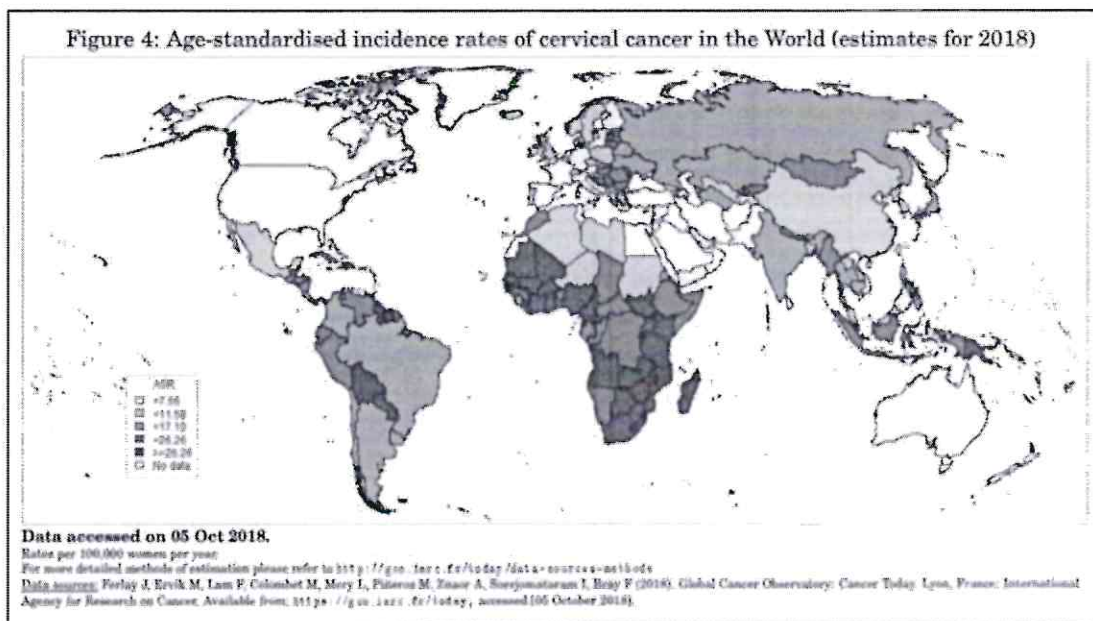 Figure 4: Age-standardised incidence rates of cervical cancer in the World (estimates for 2018)
ASR
<7.66
<17.10
<26.26
>=26.26
No data
Data accessed on 05 Oct 2018.
Rates per 100,000 women per year.
For more detailed methods of estimation please refer to http://gco.iarc.fr/today/data-sources-methods
Data sources: Ferlay J, Ervik M, Lam F, Colombet M, Mery L, Piñeros M, Znaor A, Soerjomataram I, Bray F (2018). Global Cancer Observatory: Cancer Today. Lyon, France: International
Agency for Research on Cancer. Available from: https://gco.iarc.fr/today, accessed [05 October 2018].